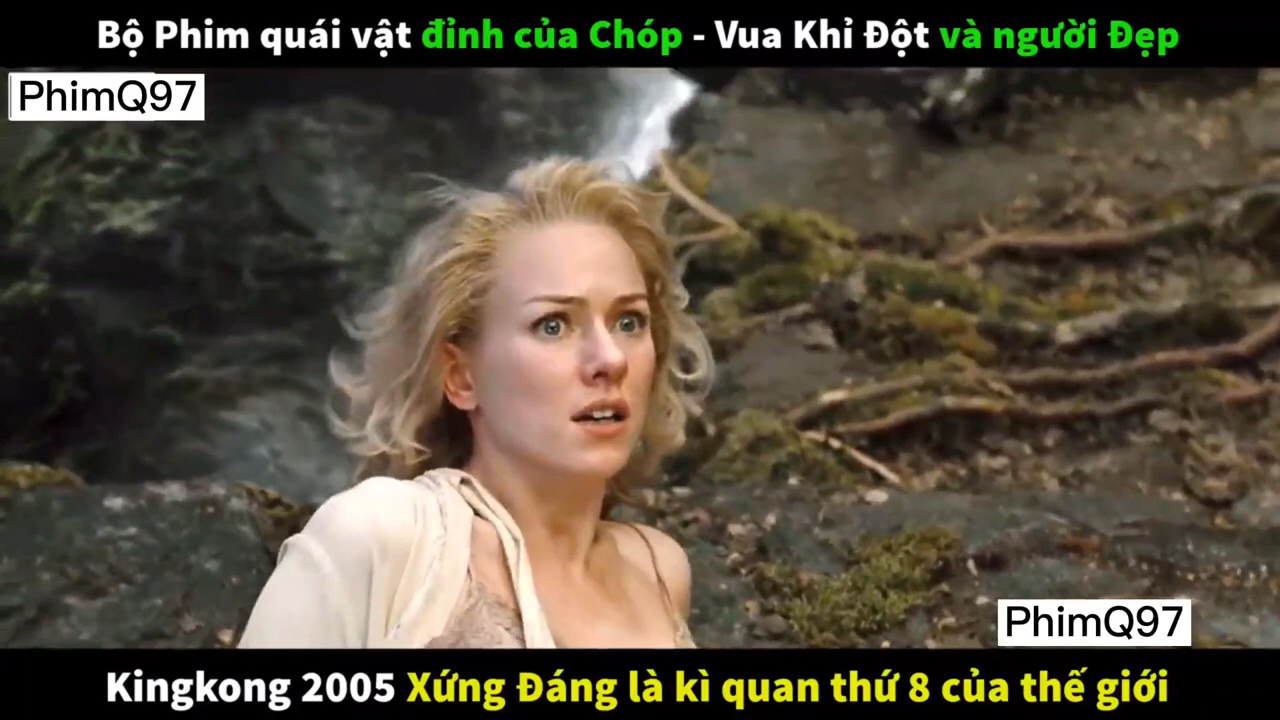 Bộ Phim quái vật đỉnh của Chóp - Vua Khỉ Đột và người Đẹp
PhimQ97
PhimQ97
Kingkong 2005 Xứng Đáng là kì quan thứ 8 của thế giới